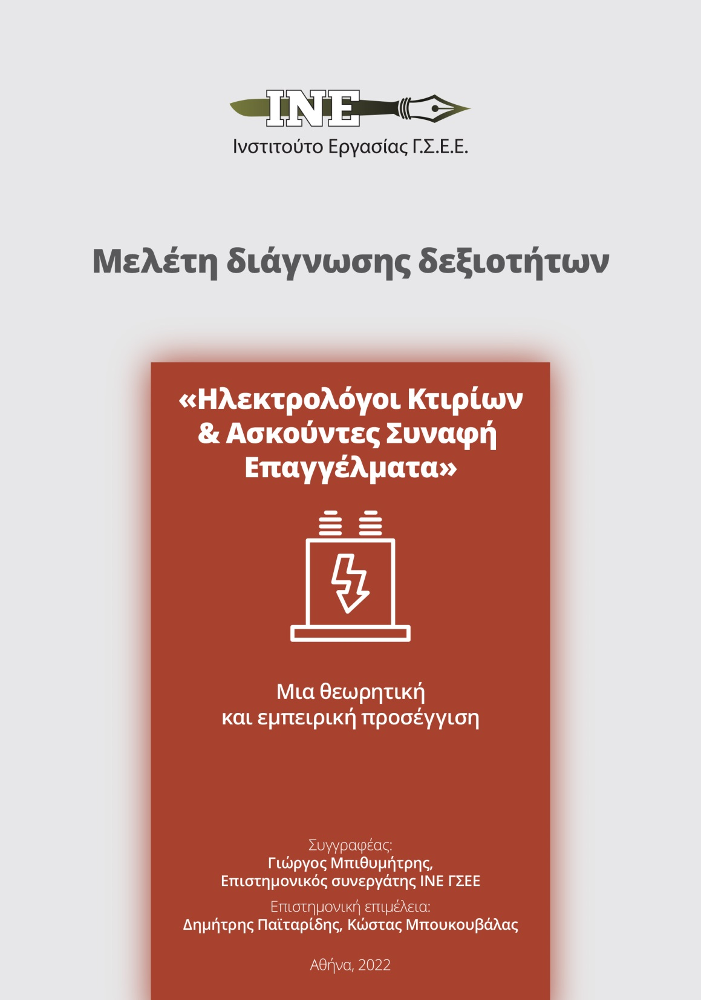 ΙΝΕ
Ινστιτούτο Εργασίας Γ.Σ.Ε.Ε.
Μελέτη διάγνωσης δεξιοτήτων
«Ηλεκτρολόγοι Κτιρίων
& Ασκούντες Συναφή
Επαγγέλματα»
Μια θεωρητική
και εμπειρική προσέγγιση
Συγγραφέας:
Γιώργος Μπιθυμήτρης,
Επιστημονικός συνεργάτης ΙΝΕ ΓΣΕΕ
Επιστημονική επιμέλεια:
Δημήτρης Παϊταρίδης, Κώστας Μπουκουβάλας
Αθήνα, 2022